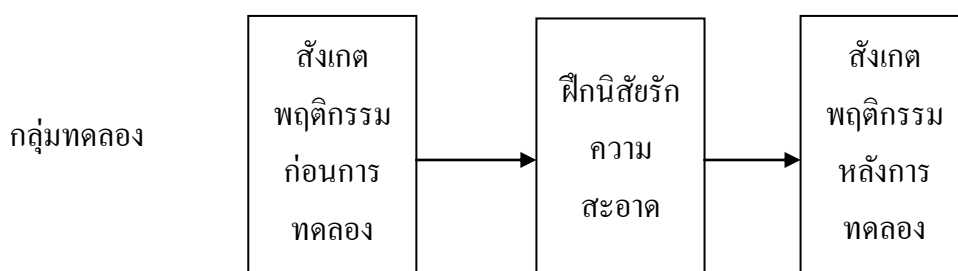 กลุ่มทดลอง
สังเกต
พฤติกรรม
ก่อนการ
ทดลอง
ฝึกนิสัยรัก
ความ
สะอาด
สังเกต
พฤติกรรม
หลังการ
ทดลอง